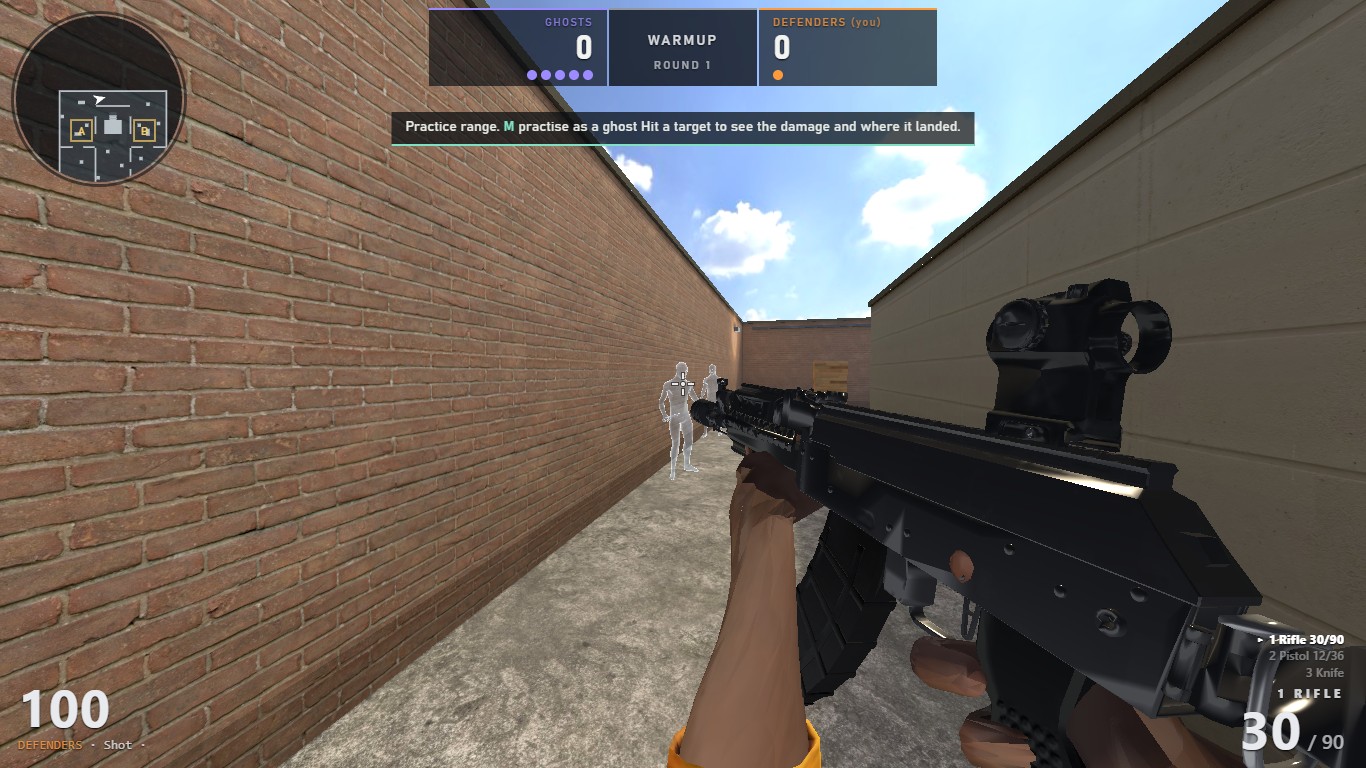 GHOSTS
0
WARMUP
ROUND 1
DEFENDERS (you)
0
A
B
Practice range. M practise as a ghost Hit a target to see the damage and where it landed.
100
DEFENDERS · Shot ·
▸ 1 Rifle 30/90
2 Pistol 12/36
3 Knife
1 RIFLE
30 / 90